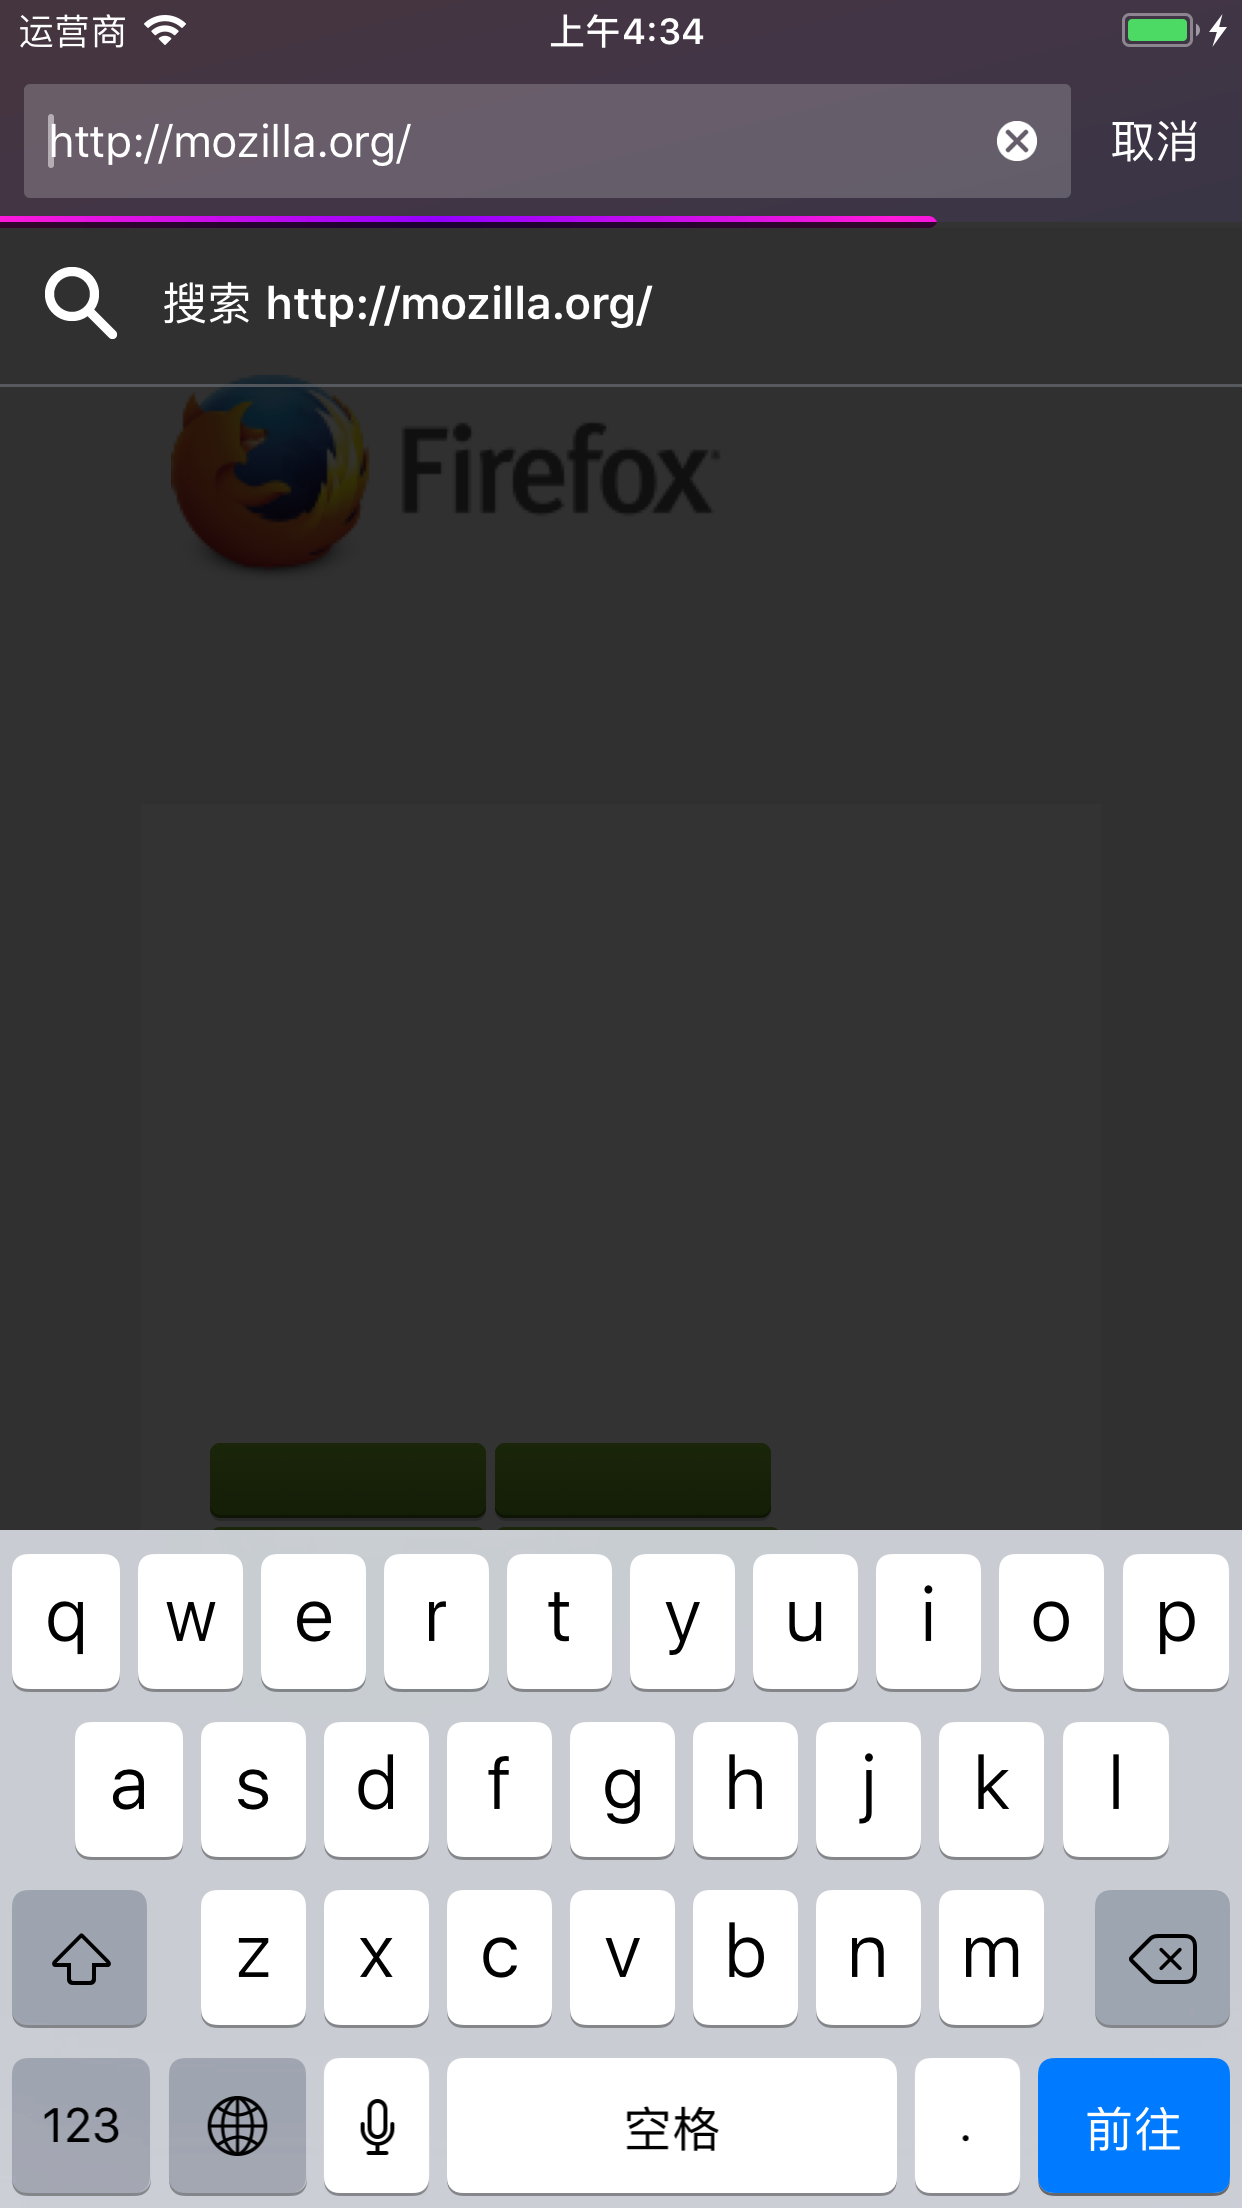 运营商 上午4:34
http://mozilla.org/ 取消
搜索 http://mozilla.org/
Firefox
q w e r t y u i o p
a s d f g h j k l
z x c v b n m
123 空格 . 前往